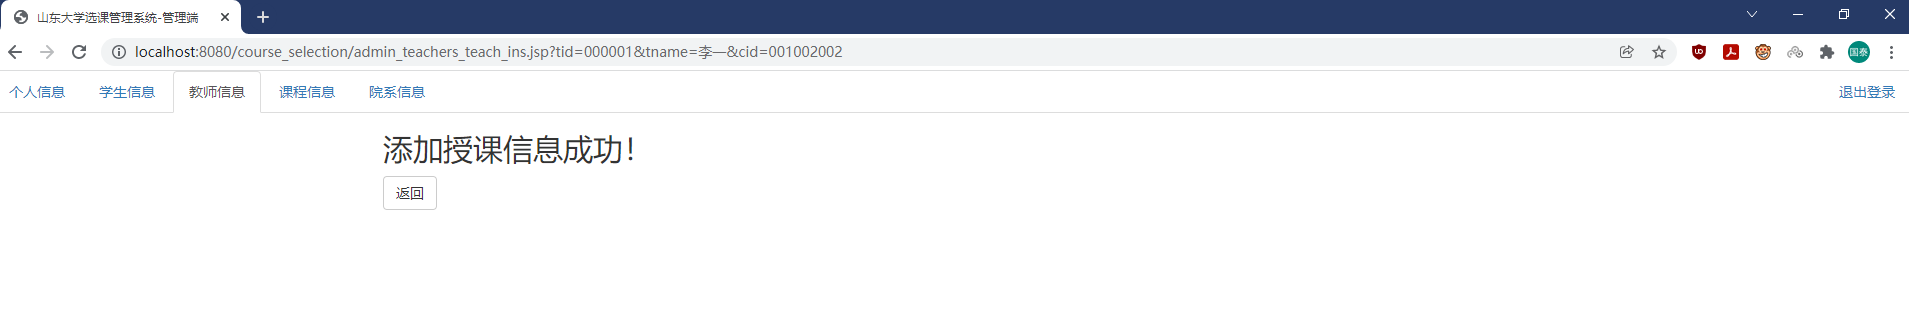 山东大学选课管理系统-管理端
localhost:8080/course_selection/admin_teachers_teach_ins.jsp?tid=000001&tname=李一&cid=001002002
国泰
个人信息 学生信息 教师信息 课程信息 院系信息 退出登录
添加授课信息成功！
返回